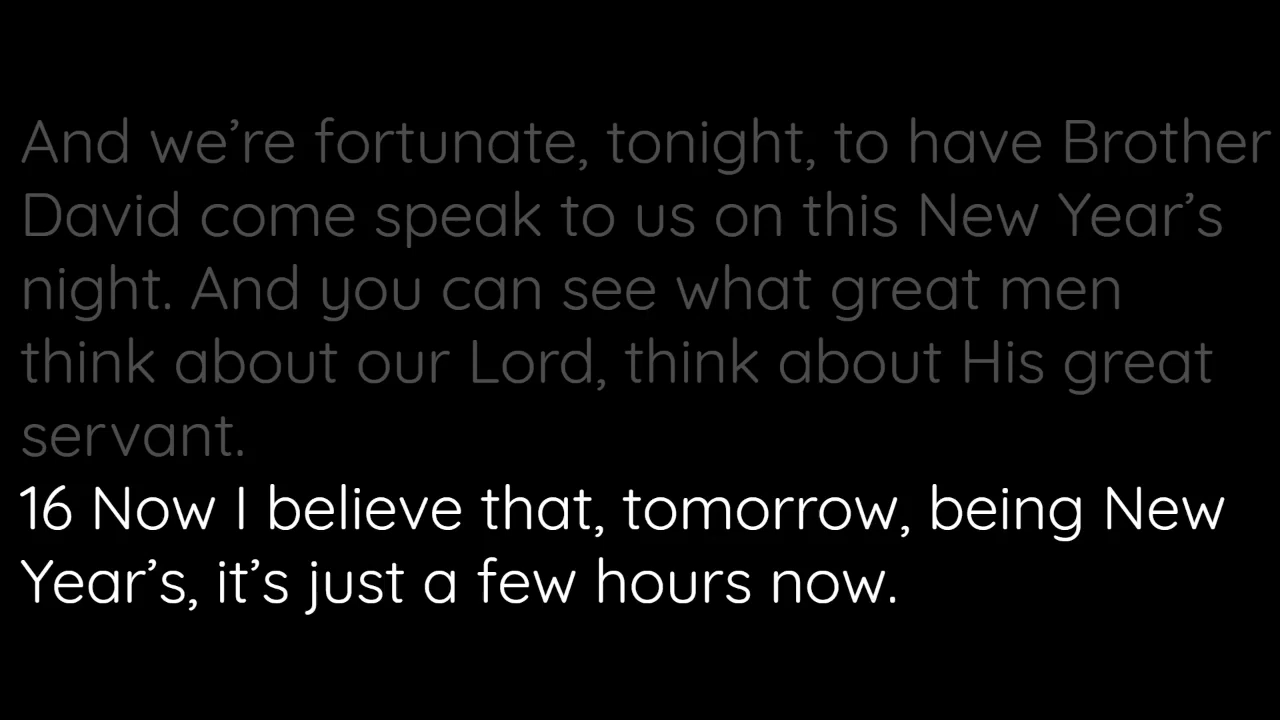 And we’re fortunate, tonight, to have Brother
David come speak to us on this New Year’s
night. And you can see what great men
think about our Lord, think about His great
servant.
16 Now I believe that, tomorrow, being New
Year’s, it’s just a few hours now.